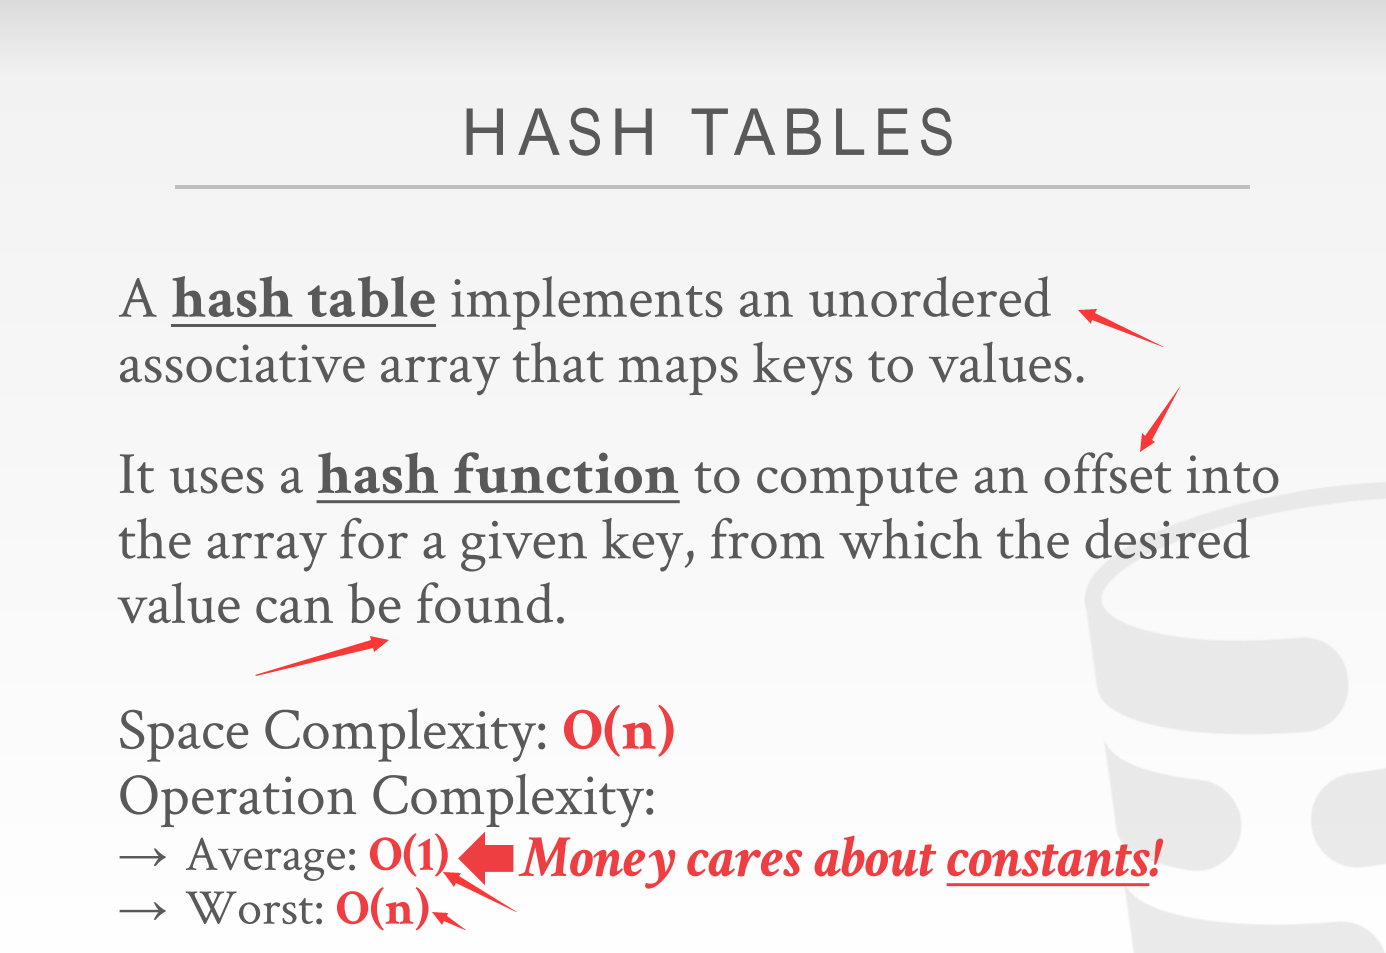 HASH TABLES
A hash table implements an unordered
associative array that maps keys to values.
It uses a hash function to compute an offset into
the array for a given key, from which the desired
value can be found.
Space Complexity: O(n)
Operation Complexity:
→ Average: O(1) Money cares about constants!
→ Worst: O(n)